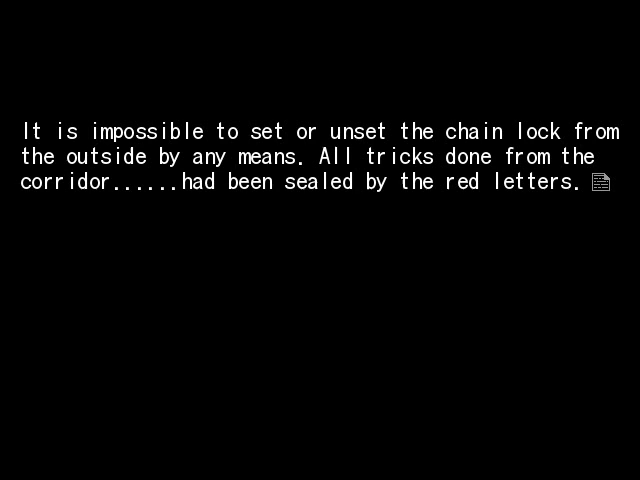 It is impossible to set or unset the chain lock from
the outside by any means. All tricks done from the
corridor......had been sealed by the red letters.